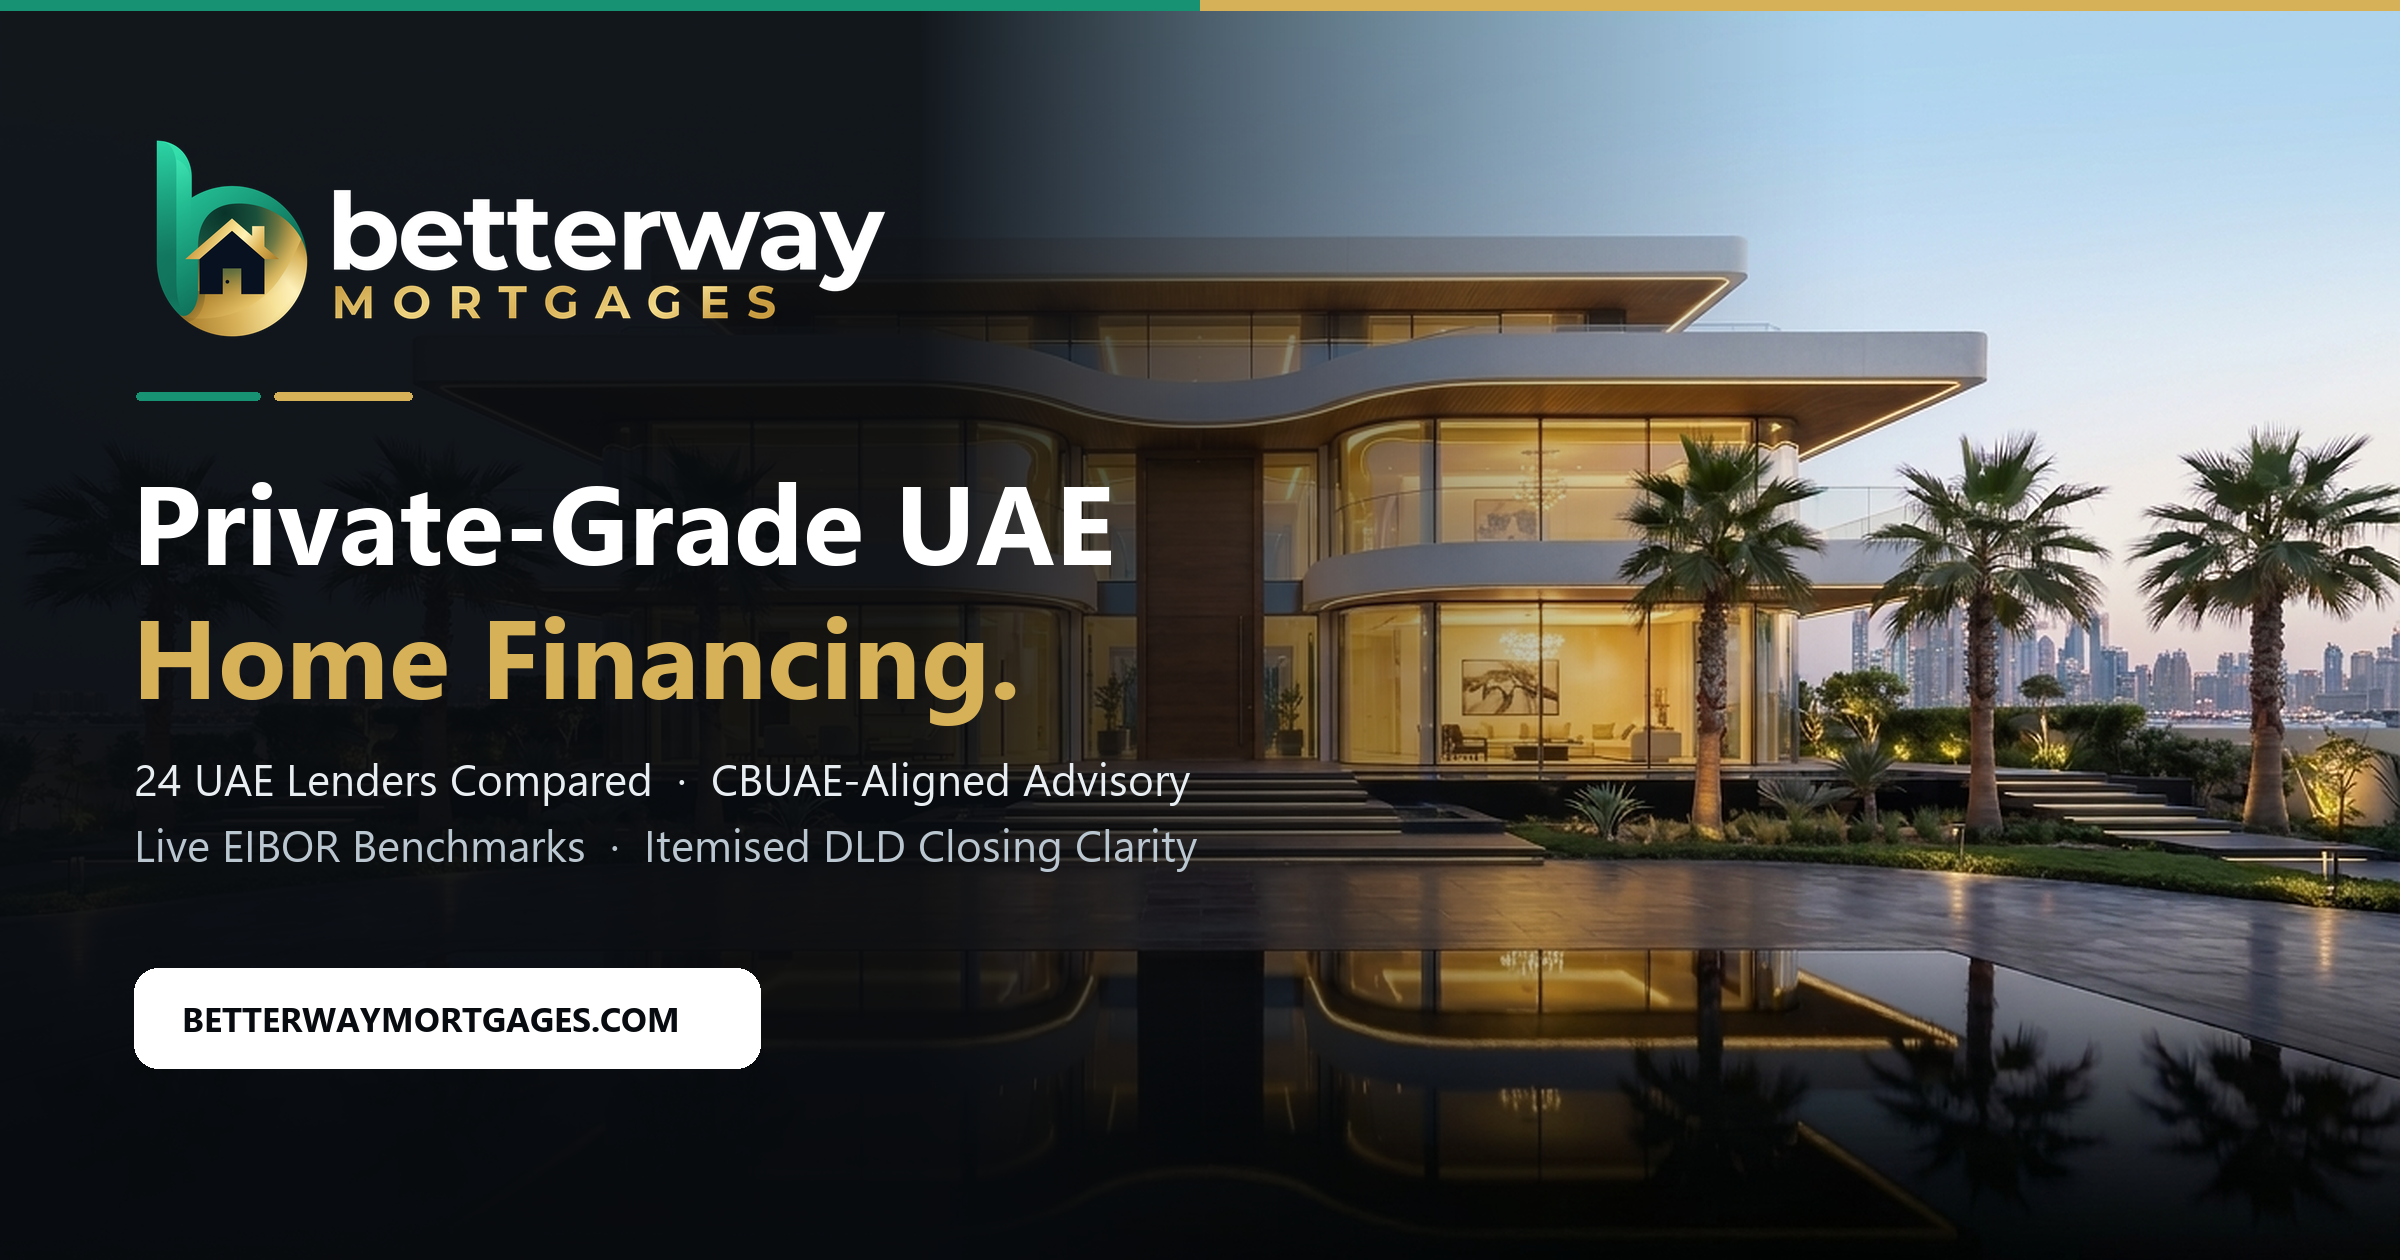 betterway
MORTGAGES
Private-Grade UAE
Home Financing.
24 UAE Lenders Compared · CBUAE-Aligned Advisory
Live EIBOR Benchmarks · Itemised DLD Closing Clarity
BETTERWAYMORTGAGES.COM